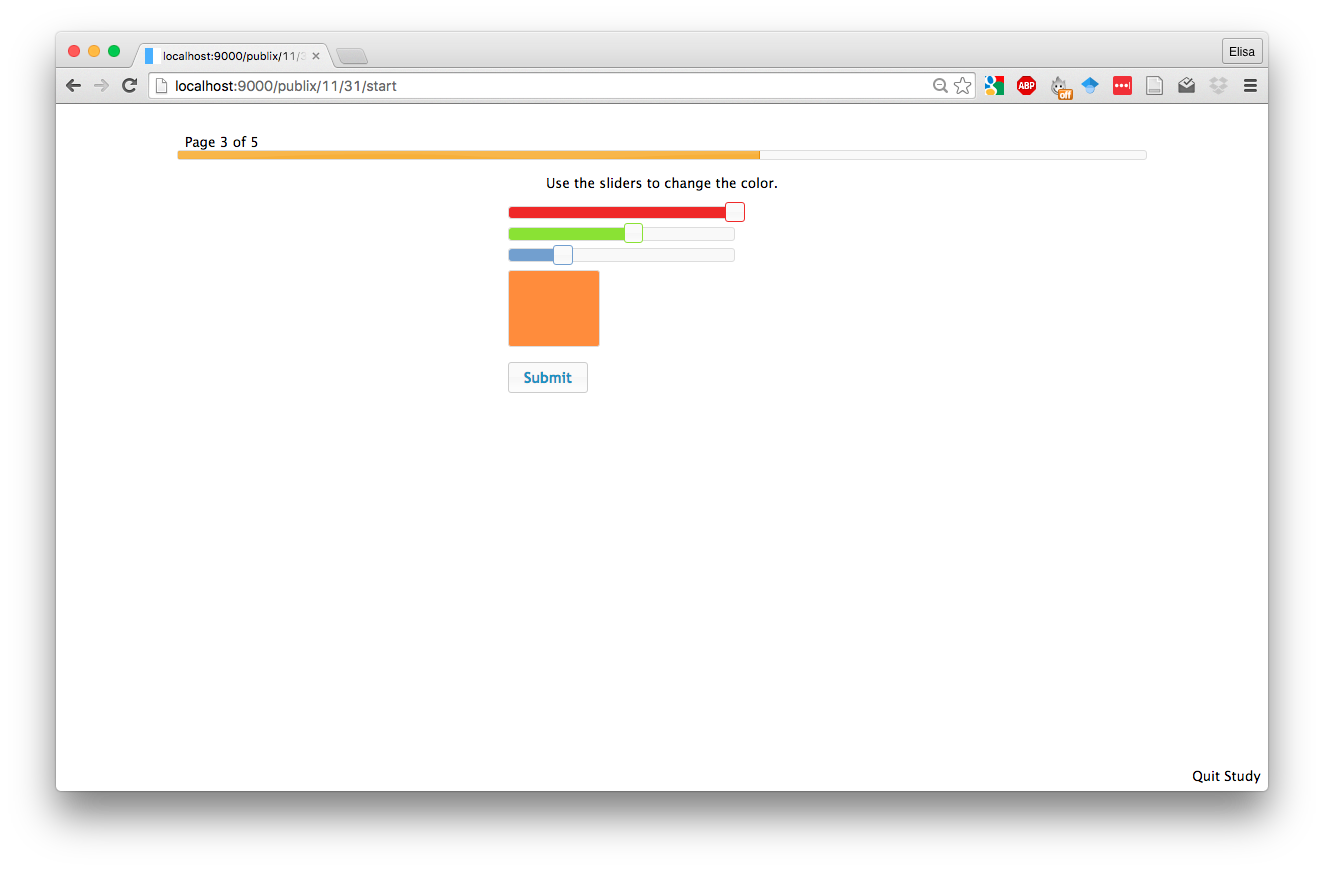 localhost:9000/publix/11/3
Elisa
localhost:9000/publix/11/31/start
ABP
off
Page 3 of 5
Use the sliders to change the color.
Submit
Quit Study